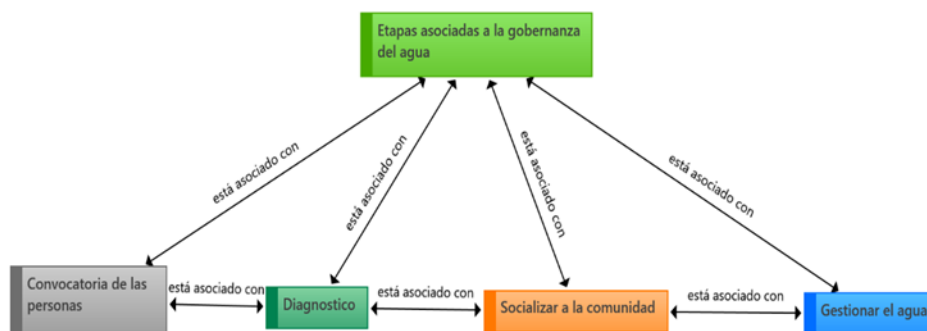 Etapas asociadas a la gobernanza
del agua
está asociado con
está asociado con
está asociado con
está asociado con
Convocatoria de las
personas
está asociado con
Diagnostico
está asociado con
Socializar a la comunidad
está asociado con
Gestionar el agua